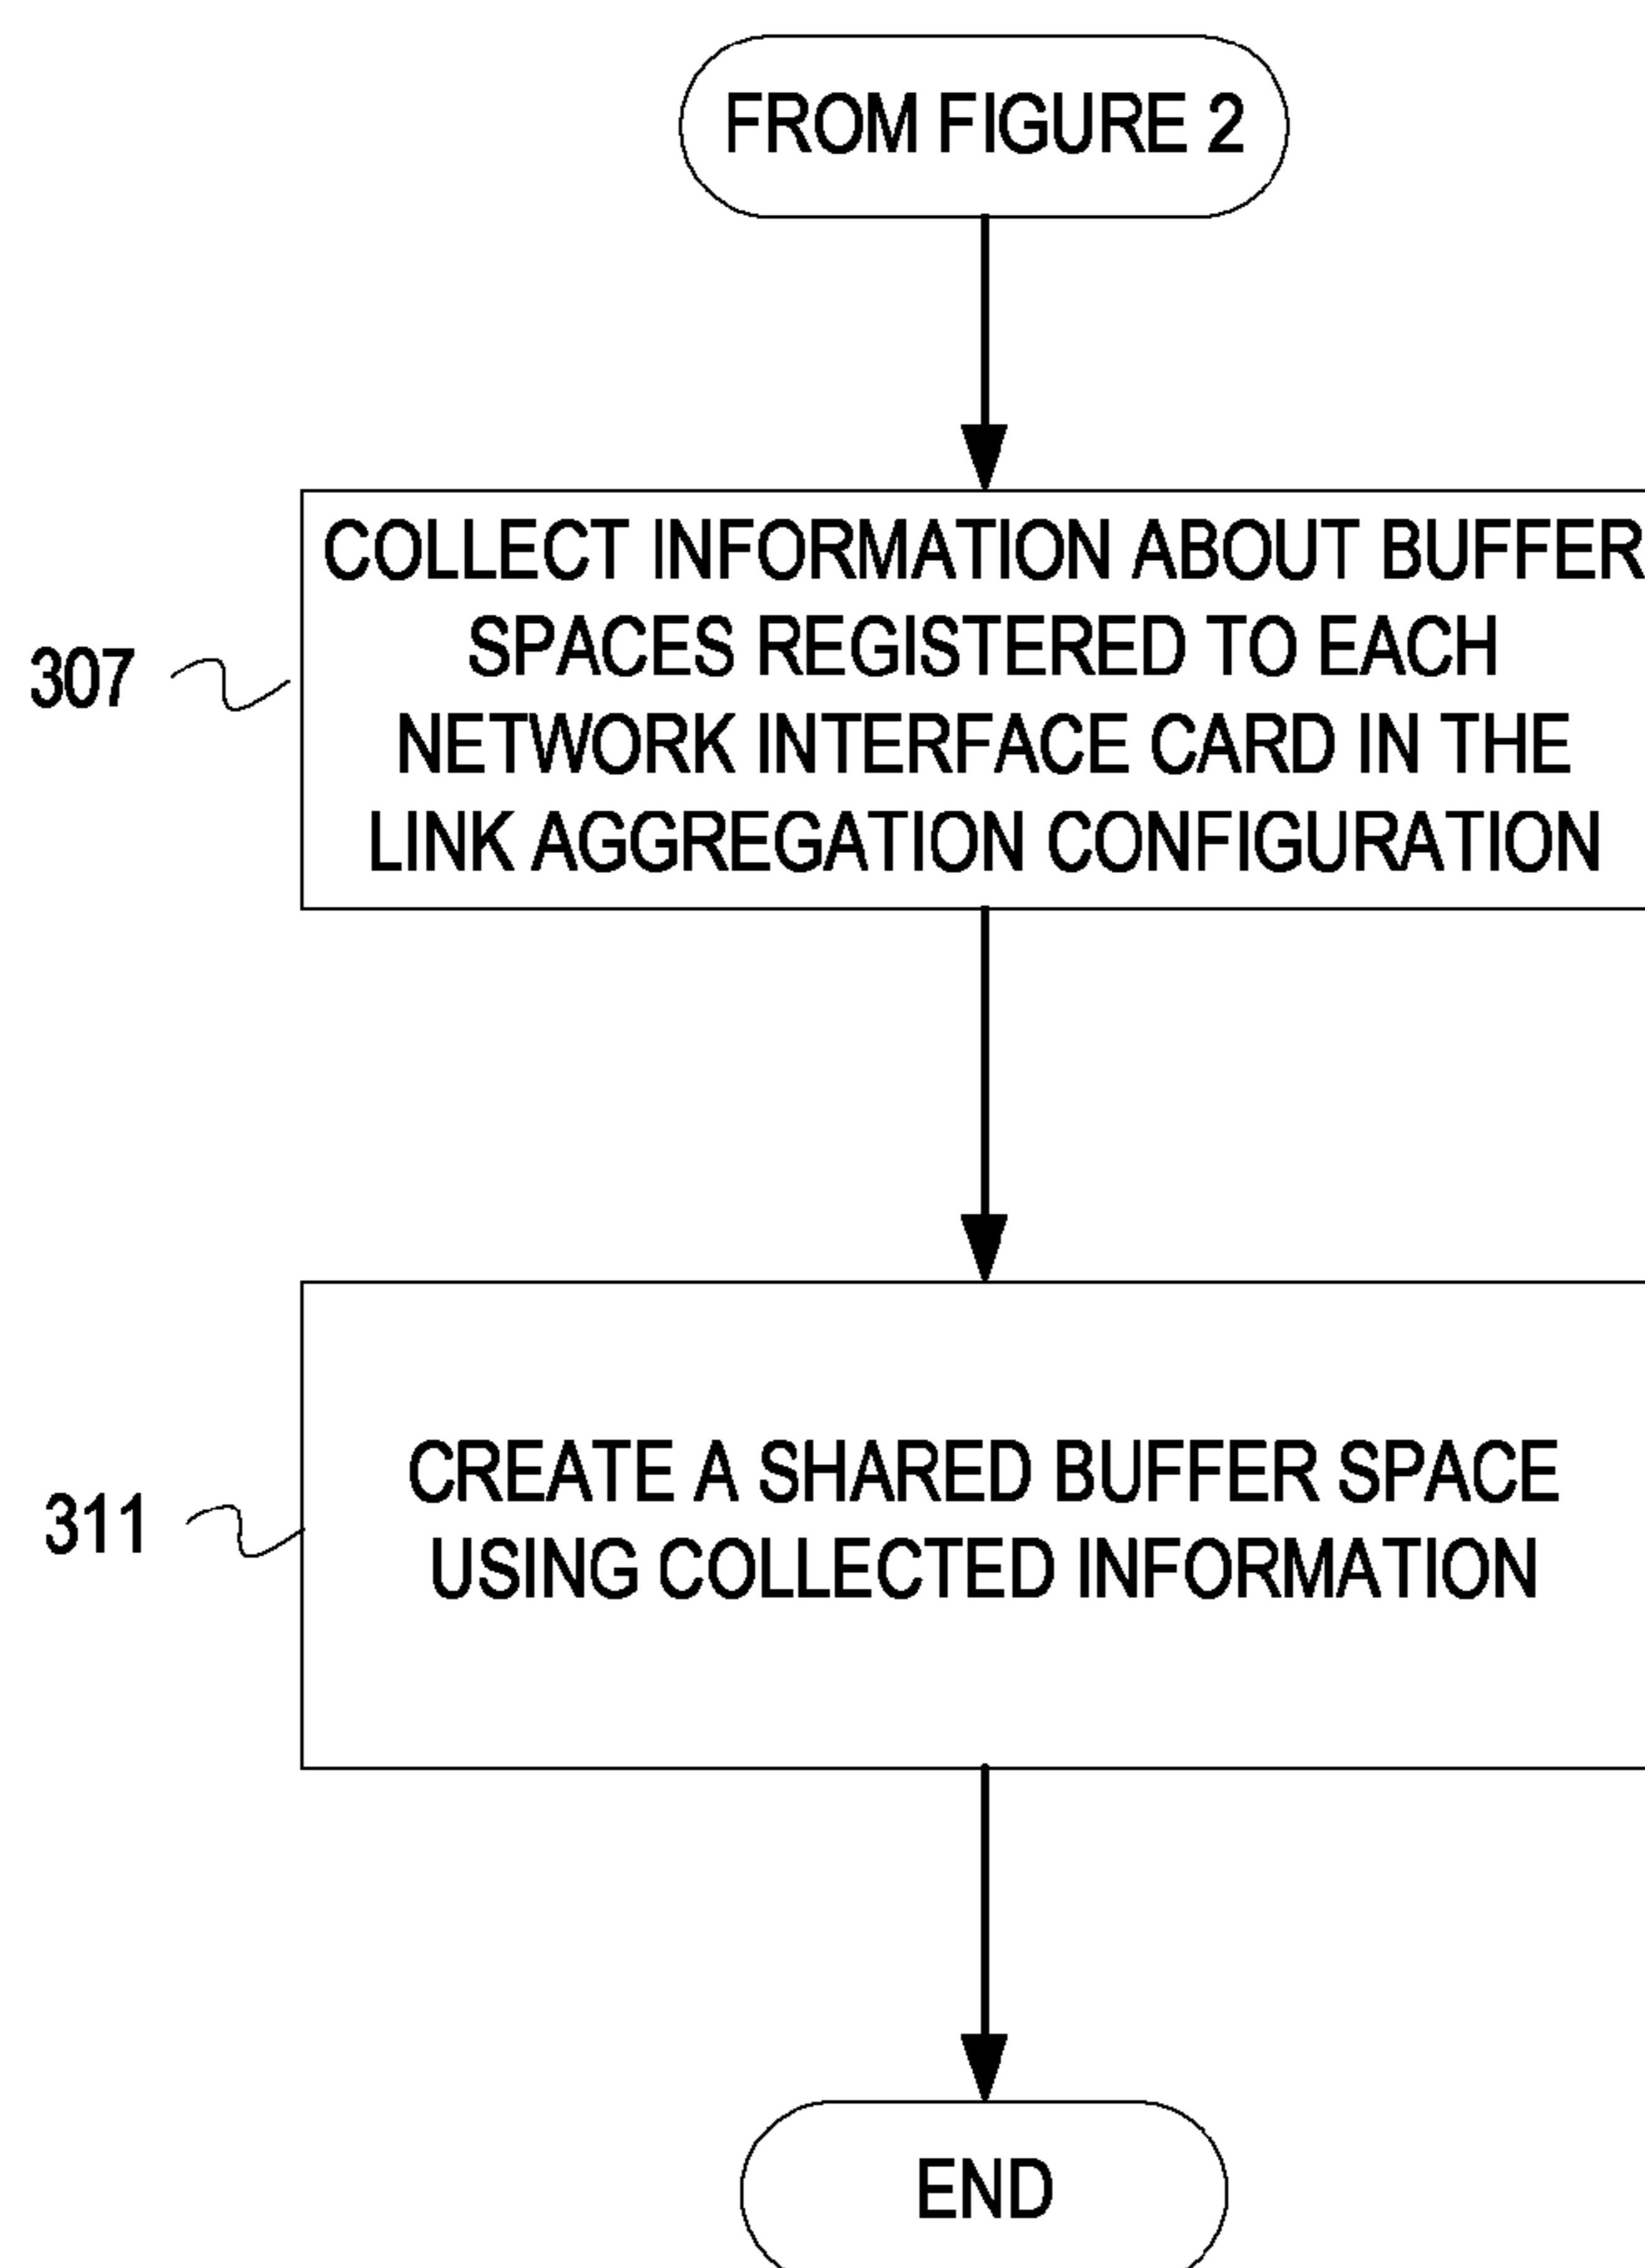 FROM FIGURE 2
COLLECT INFORMATION ABOUT BUFFER
SPACES REGISTERED TO EACH
307
NETWORK INTERFACE CARD IN THE
LINK AGGREGATION CONFIGURATION
CREATE A SHARED BUFFER SPACE
311
USING COLLECTED INFORMATION
END